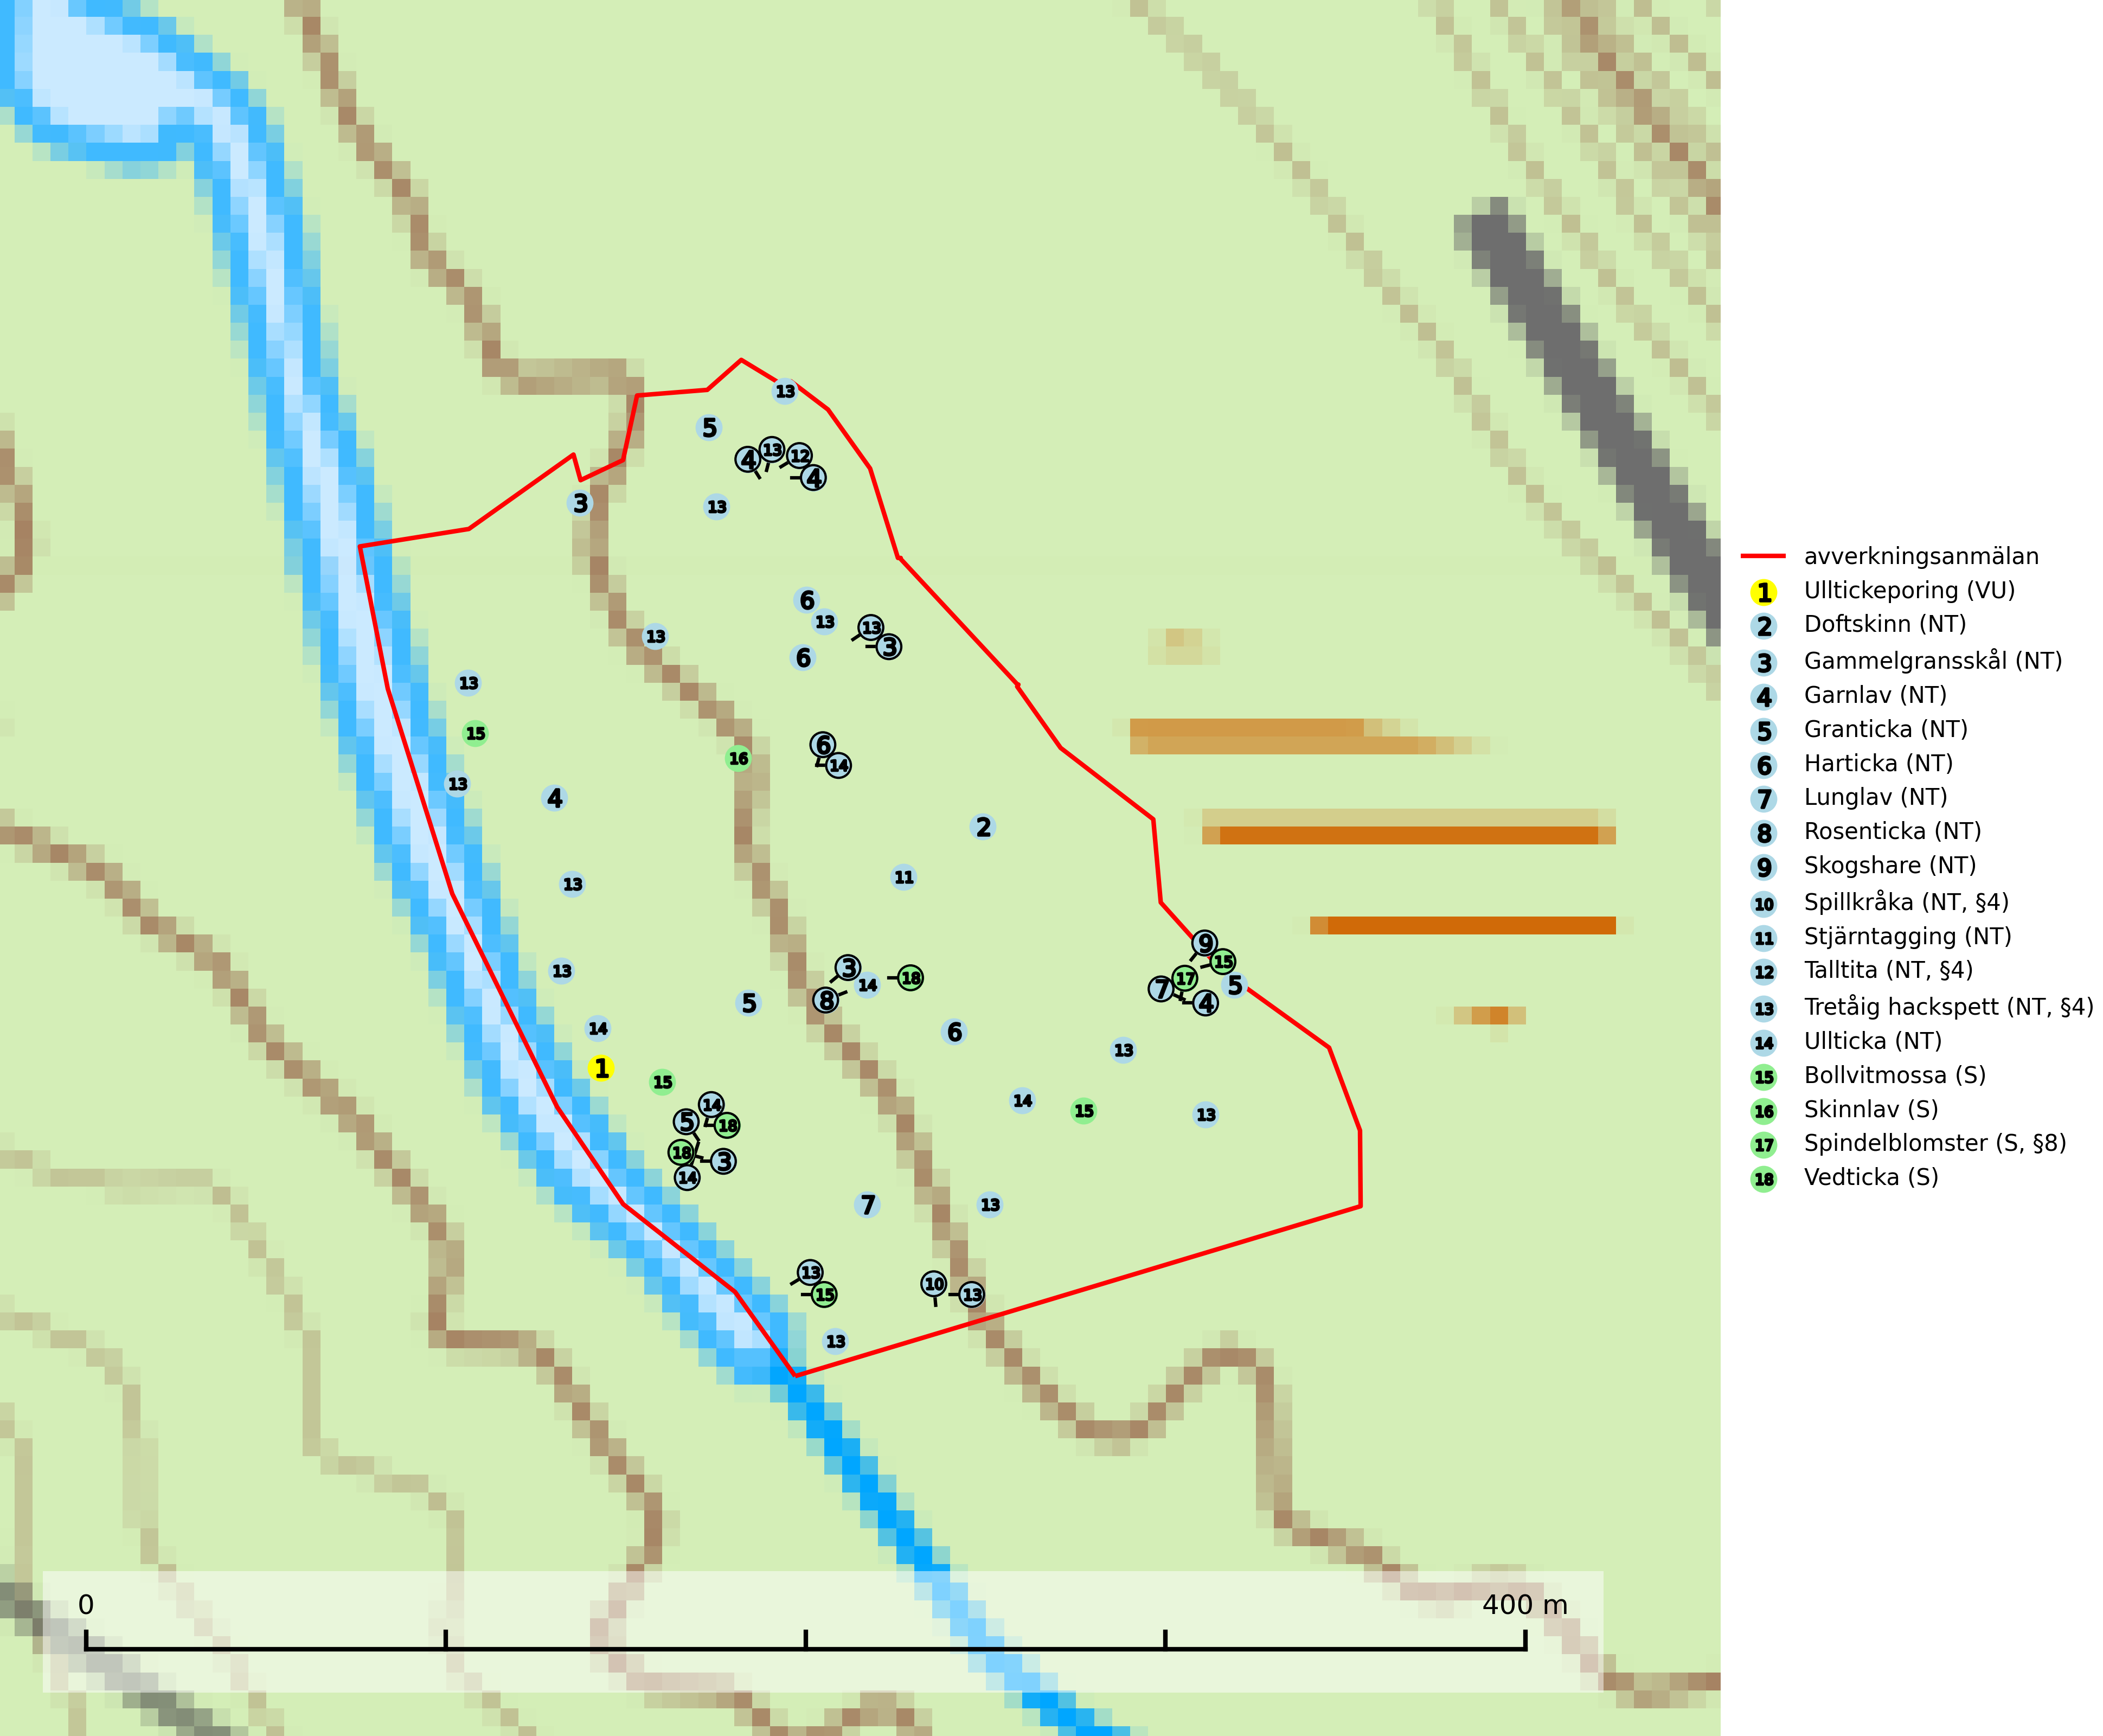 13
5
4 13 12 4
13
3
6
13
13 3
13
6
13
15
6
16
14
13
4
2
11
13
9
15
3
13
17
18
14
5
7
8
5
4
14
6
13
1
15
14
14
15
13
5
18
18
3
14
7
13
13
10
15
13
13
0
400 m
avverkningsanmälan
1 Ullticke­poring (VU)
2 Doftskinn (NT)
3 Gammelgransskål (NT)
4 Garnlav (NT)
5 Granticka (NT)
6 Harticka (NT)
7 Lunglav (NT)
8 Rosenticka (NT)
9 Skogshare (NT)
10 Spillkråka (NT, §4)
11 Stjärntagging (NT)
12 Talltita (NT, §4)
13 Tretåig hackspett (NT, §4)
14 Ullticka (NT)
15 Bollvitmossa (S)
16 Skinnlav (S)
17 Spindelblomster (S, §8)
18 Vedticka (S)